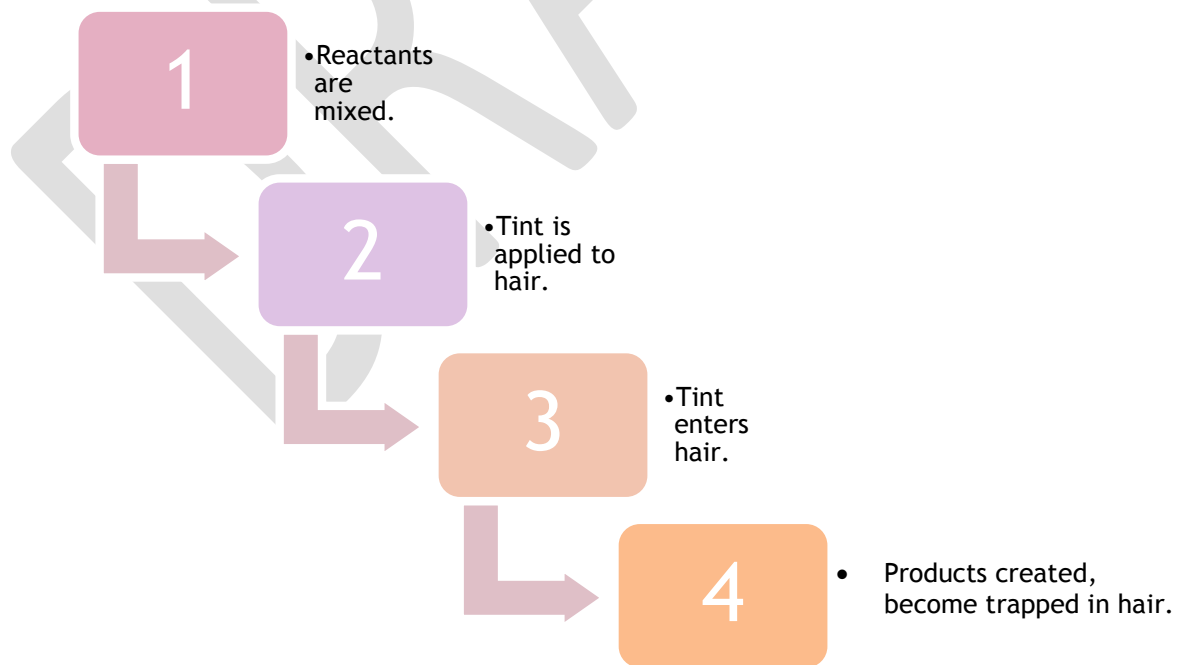 1
•Reactants
are
mixed.
2
•Tint is
applied to
hair.
3
•Tint
enters
hair.
4
• Products created,
become trapped in hair.